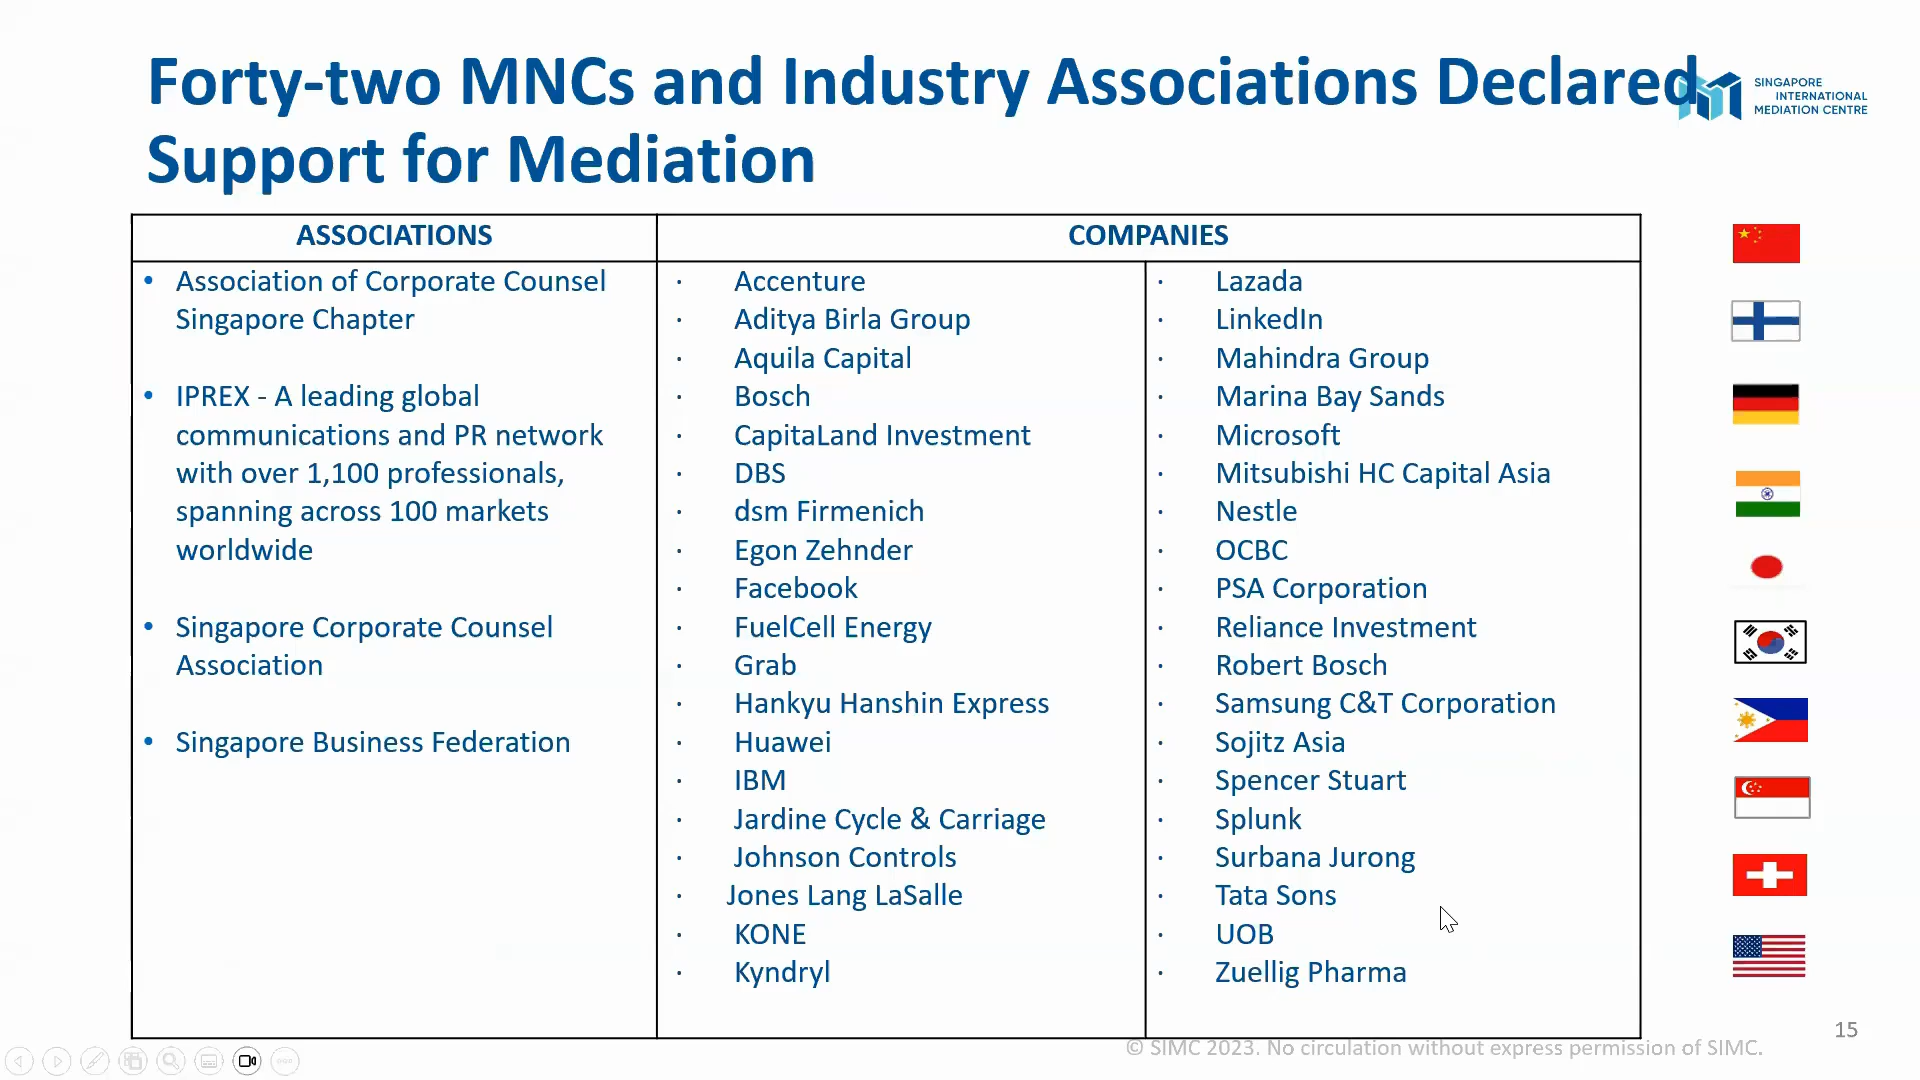 Forty-two MNCs and Industry Associations Declared
Support for Mediation
SINGAPORE
INTERNATIONAL
MEDIATION CENTRE
ASSOCIATIONS
COMPANIES
• Association of Corporate Counsel
Singapore Chapter
• IPREX - A leading global
communications and PR network
with over 1,100 professionals,
spanning across 100 markets
worldwide
• Singapore Corporate Counsel
Association
• Singapore Business Federation
· Accenture
· Aditya Birla Group
· Aquila Capital
· Bosch
· CapitaLand Investment
· DBS
· dsm Firmenich
· Egon Zehnder
· Facebook
· FuelCell Energy
· Grab
· Hankyu Hanshin Express
· Huawei
· IBM
· Jardine Cycle & Carriage
· Johnson Controls
· Jones Lang LaSalle
· KONE
· Kyndryl
· Lazada
· LinkedIn
· Mahindra Group
· Marina Bay Sands
· Microsoft
· Mitsubishi HC Capital Asia
· Nestle
· OCBC
· PSA Corporation
· Reliance Investment
· Robert Bosch
· Samsung C&T Corporation
· Sojitz Asia
· Spencer Stuart
· Splunk
· Surbana Jurong
· Tata Sons
· UOB
· Zuellig Pharma
15
© SIMC 2023. No circulation without express permission of SIMC.